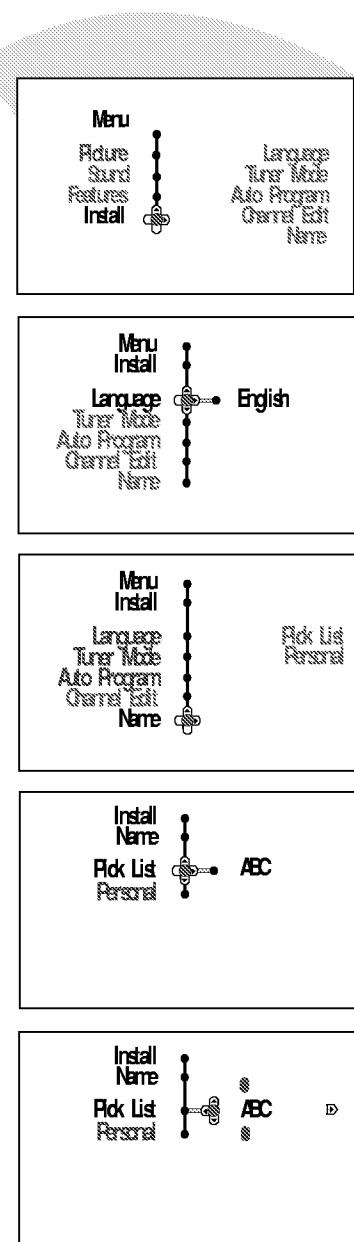 Menu
Picture
Sound
Features
Install
Language
Tuner Mode
Auto Program
Channel Edit
Name
Menu
Install
Language
English
Tuner Mode
Auto Program
Channel Edit
Name
Menu
Install
Language
Tuner Mode
Auto Program
Channel Edit
Name
Pick List
Personal
Install
Name
Pick List
ABC
Personal
Install
Name
Pick List
ABC
Personal